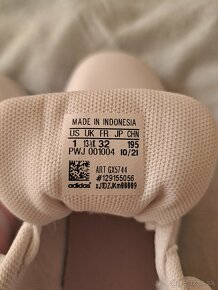 MADE IN INDONESIA
US UK FR JP CHN
1 13½K 32 195
PWJ 001004 10/21
ART GX5744
#129155056
adidas